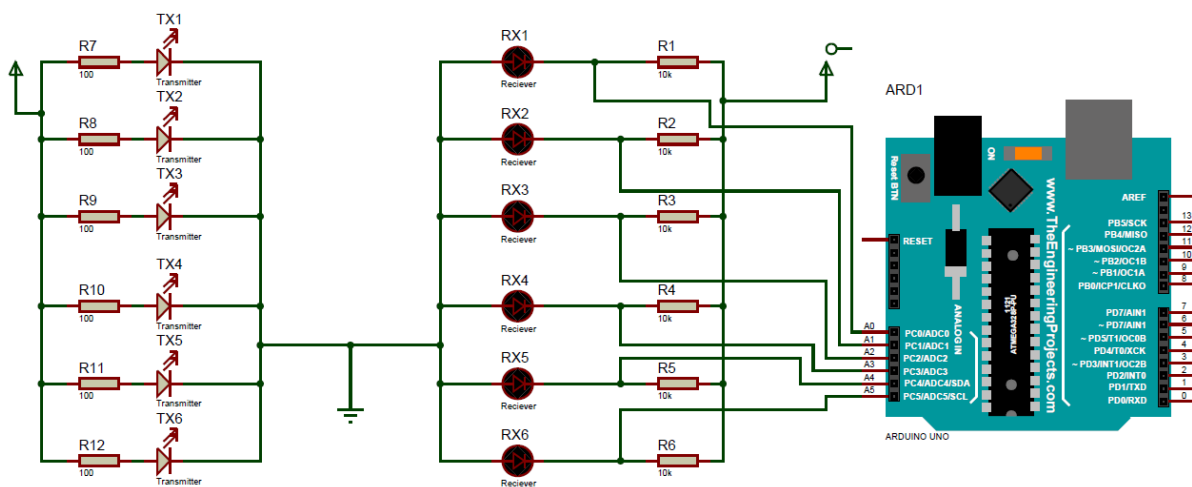 TX1
R7
100
Transmitter
TX2
R8
100
Transmitter
TX3
R9
100
Transmitter
TX4
R10
100
Transmitter
TX5
R11
100
Transmitter
TX6
R12
100
Transmitter
RX1
Reciever
R1
10k
RX2
Reciever
R2
10k
RX3
Reciever
R3
10k
RX4
Reciever
R4
10k
RX5
Reciever
R5
10k
RX6
Reciever
R6
10k
ARD1
Reset BTN
ON
www.TheEngineeringProjects.com
RESET
ANALOG IN
1121
ATMEGA328P-PU
A0 PC0/ADC0
A1 PC1/ADC1
A2 PC2/ADC2
A3 PC3/ADC3
A4 PC4/ADC4/SDA
A5 PC5/ADC5/SCL
AREF
PB5/SCK 13
PB4/MISO 12
~ PB3/MOSI/OC2A 11
~ PB2/OC1B 10
~ PB1/OC1A 9
PB0/ICP1/CLKO 8
PD7/AIN1 7
~ PD7/AIN1 6
~ PD5/T1/OC0B 5
PD4/T0/XCK 4
~ PD3/INT1/OC2B 3
PD2/INT0 2
PD1/TXD 1
PD0/RXD 0
ARDUINO UNO